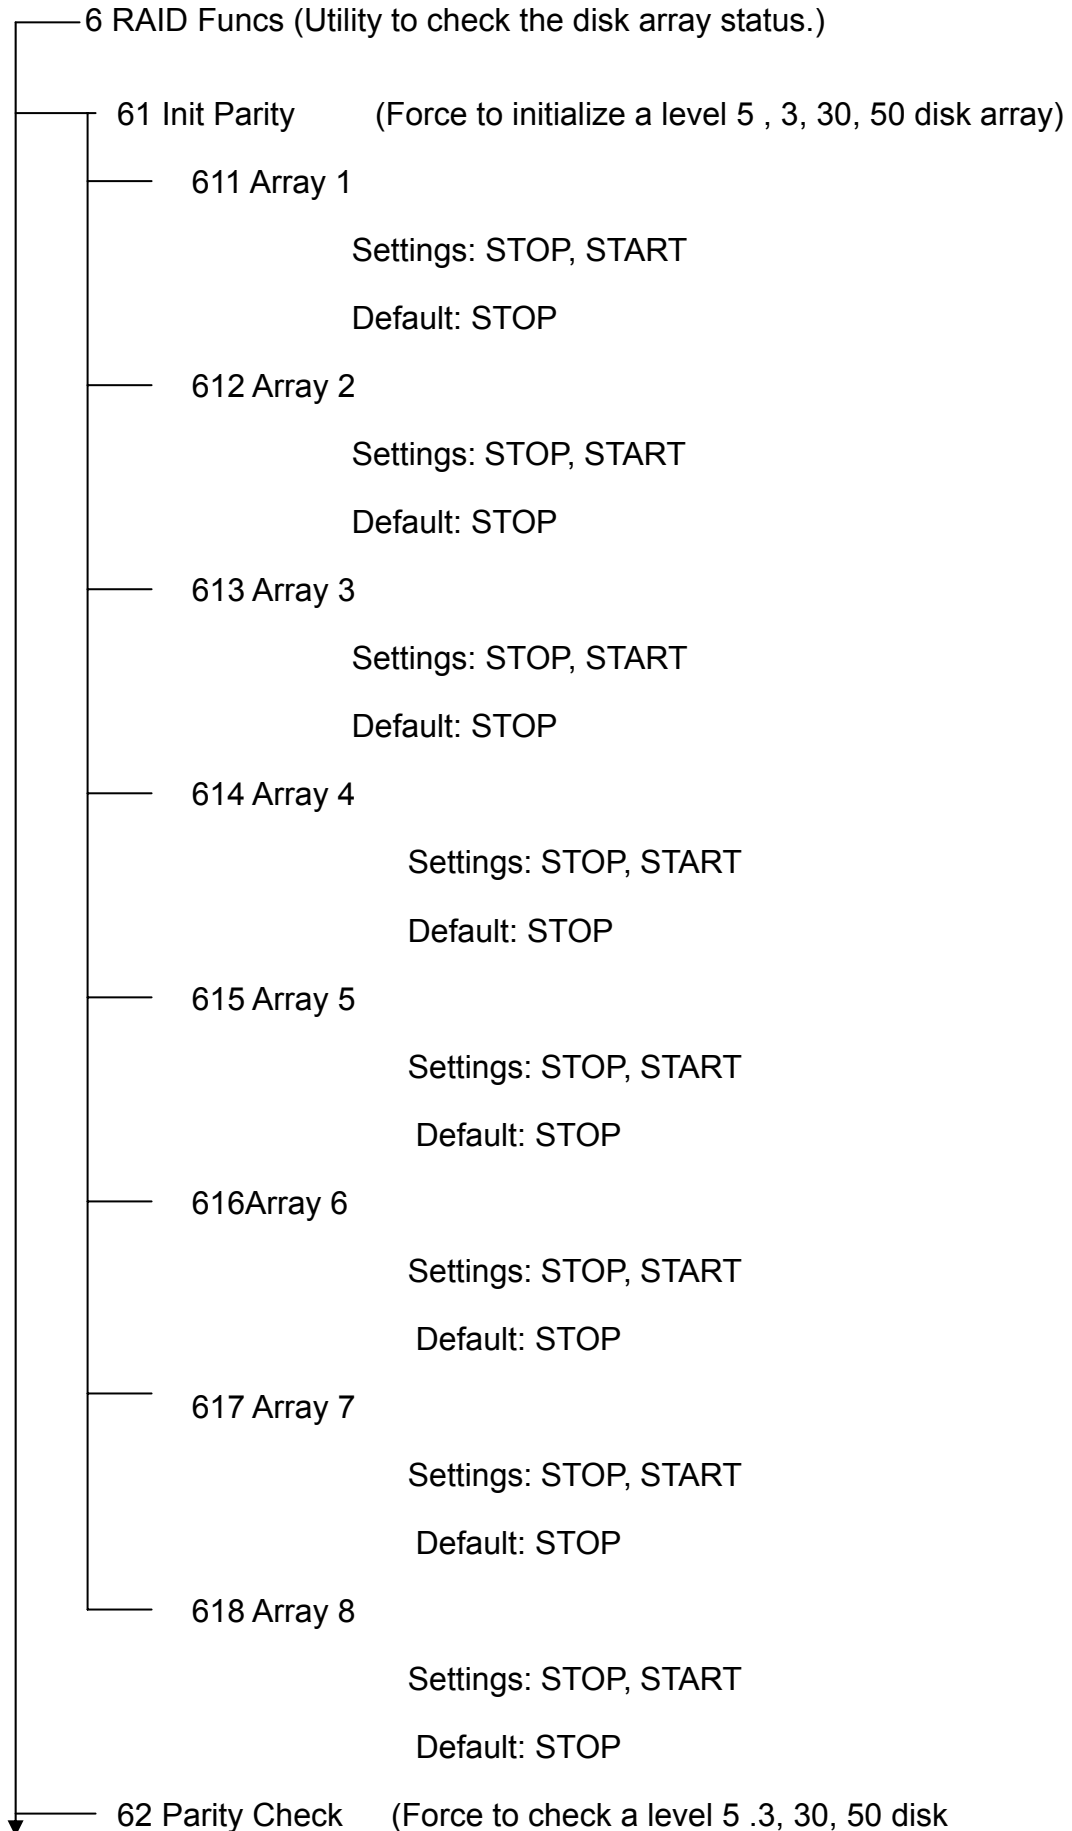 6 RAID Funcs (Utility to check the disk array status.)
61 Init Parity (Force to initialize a level 5 , 3, 30, 50 disk array)
611 Array 1
Settings: STOP, START
Default: STOP
612 Array 2
Settings: STOP, START
Default: STOP
613 Array 3
Settings: STOP, START
Default: STOP
614 Array 4
Settings: STOP, START
Default: STOP
615 Array 5
Settings: STOP, START
Default: STOP
616Array 6
Settings: STOP, START
Default: STOP
617 Array 7
Settings: STOP, START
Default: STOP
618 Array 8
Settings: STOP, START
Default: STOP
62 Parity Check (Force to check a level 5 .3, 30, 50 disk